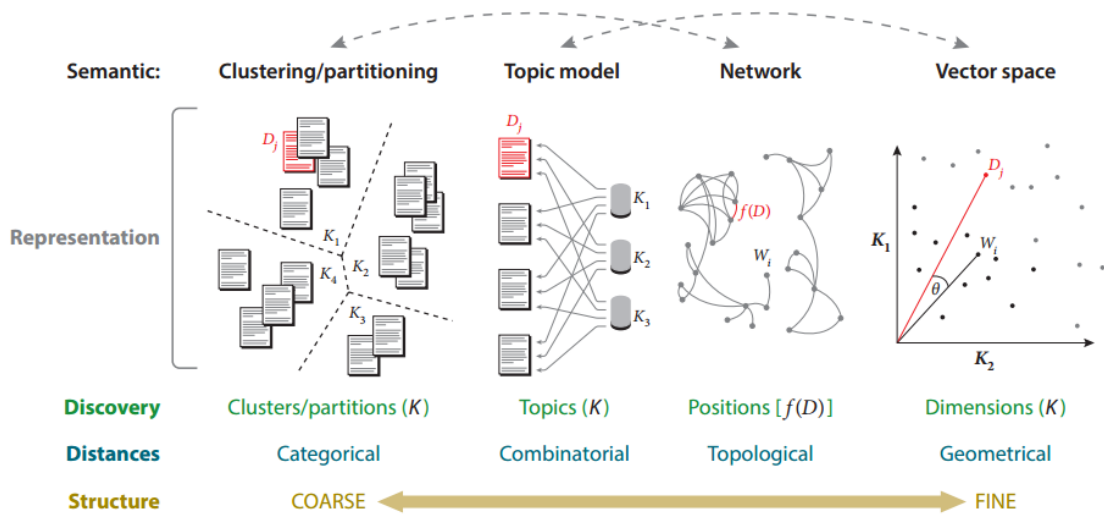 Semantic: Clustering/partitioning Topic model Network Vector space
Representation
D_j
K_1
K_2
K_3
K_4
D_j
K_1
K_2
K_3
f(D)
W_i
K_1
D_j
W_i
θ
K_2
Discovery Clusters/partitions (K) Topics (K) Positions [f(D)] Dimensions (K)
Distances Categorical Combinatorial Topological Geometrical
Structure COARSE FINE